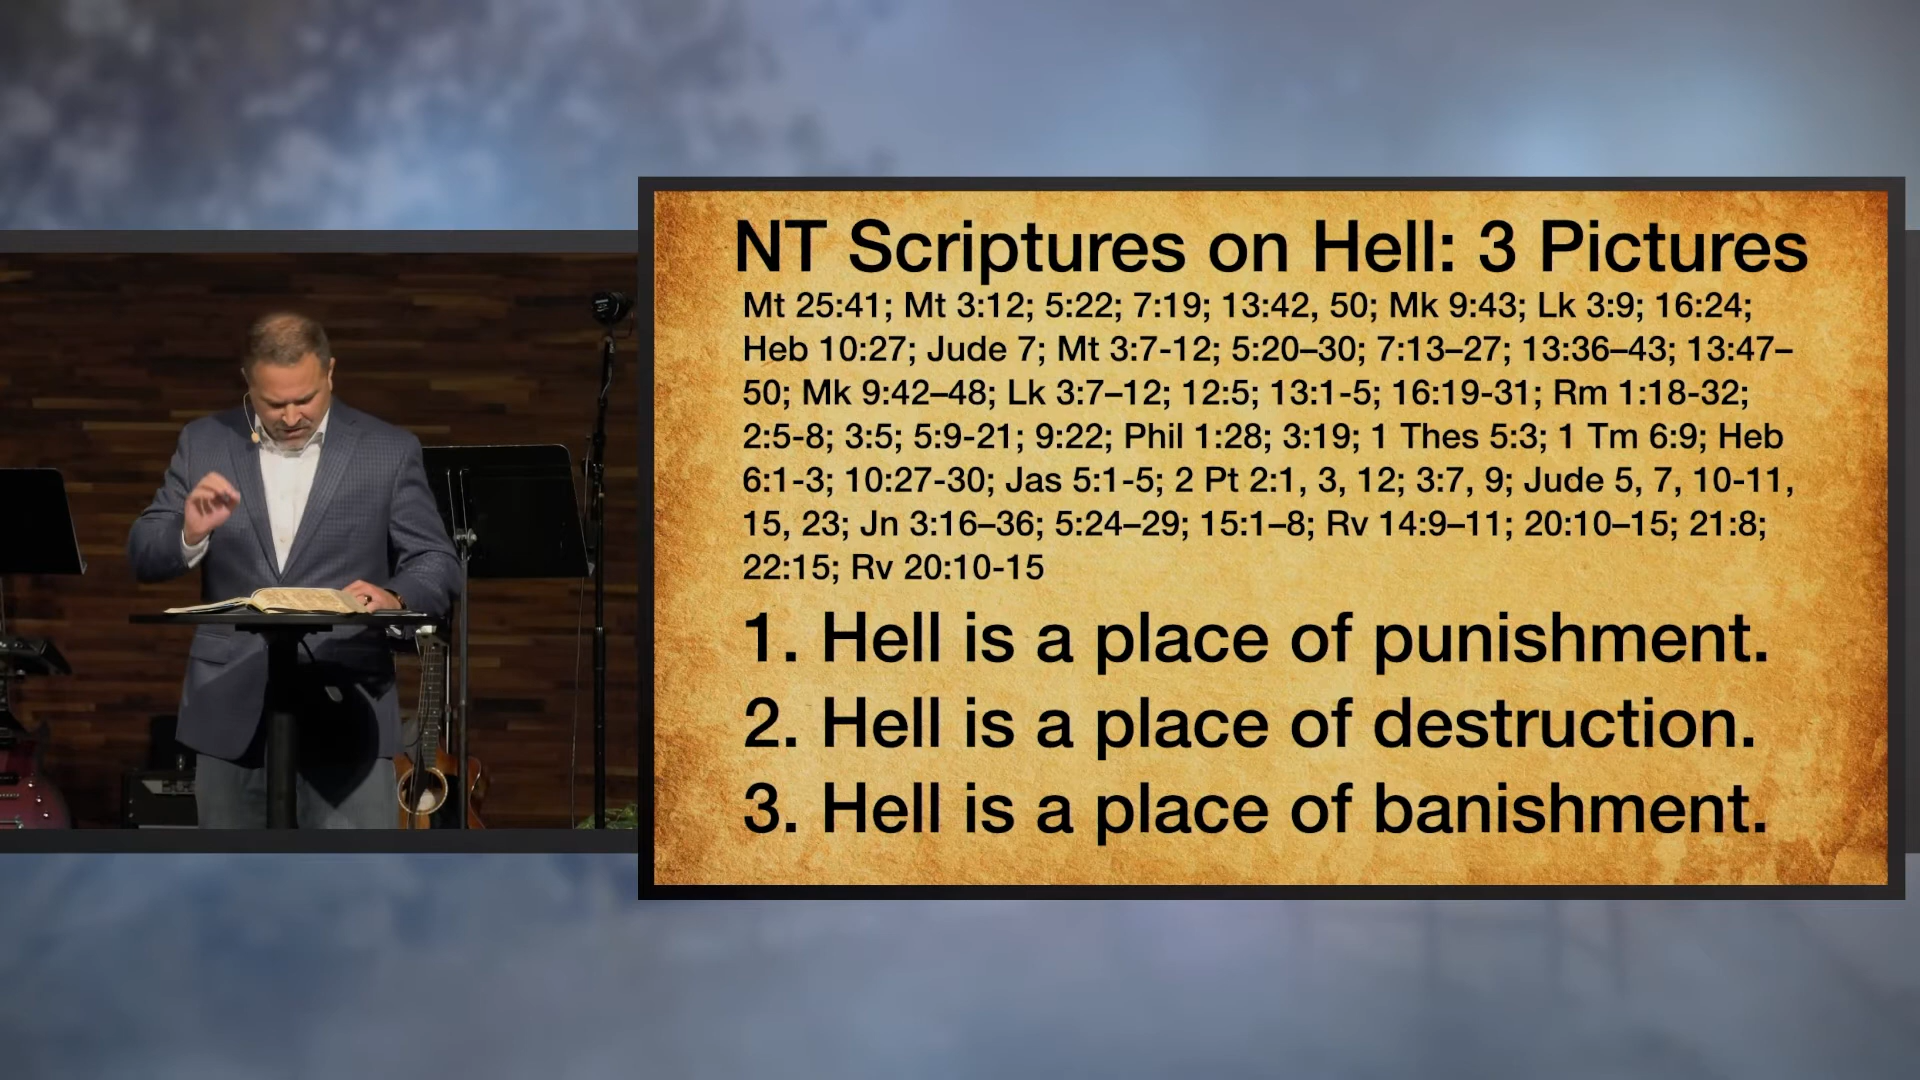 NT Scriptures on Hell: 3 Pictures
Mt 25:41; Mt 3:12; 5:22; 7:19; 13:42, 50; Mk 9:43; Lk 3:9; 16:24;
Heb 10:27; Jude 7; Mt 3:7-12; 5:20–30; 7:13–27; 13:36–43; 13:47–
50; Mk 9:42–48; Lk 3:7–12; 12:5; 13:1-5; 16:19-31; Rm 1:18-32;
2:5-8; 3:5; 5:9-21; 9:22; Phil 1:28; 3:19; 1 Thes 5:3; 1 Tm 6:9; Heb
6:1-3; 10:27-30; Jas 5:1-5; 2 Pt 2:1, 3, 12; 3:7, 9; Jude 5, 7, 10-11,
15, 23; Jn 3:16–36; 5:24–29; 15:1–8; Rv 14:9–11; 20:10–15; 21:8;
22:15; Rv 20:10-15
1. Hell is a place of punishment.
2. Hell is a place of destruction.
3. Hell is a place of banishment.